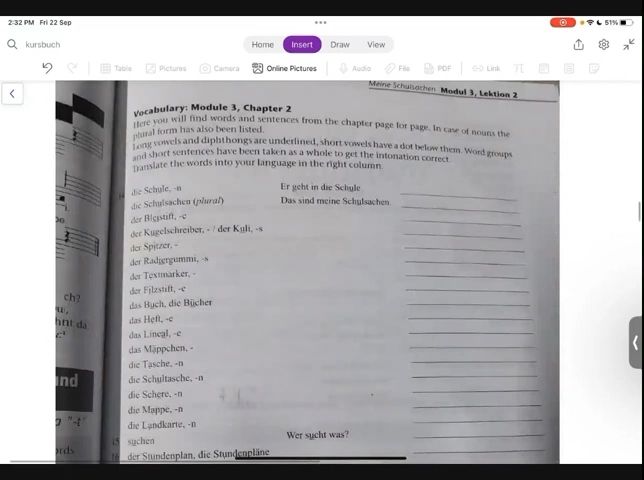 2:32 PM Fri 22 Sep
51%
kursbuch
Home Insert Draw View
Table Pictures Camera Online Pictures Audio File PDF Link
Meine Schulsachen Modul 3, Lektion 2
Vocabulary: Module 3, Chapter 2
Here you will find words and sentences from the chapter page for page. In case of nouns the
plural form has also been listed.
Long vowels and diphthongs are underlined, short vowels have a dot below them. Word groups
and short sentences have been taken as a whole to get the intonation correct.
Translate the words into your language in the right column.
die Schule, -n Er geht in die Schule.
die Schulsachen (plural) Das sind meine Schulsachen.
der Bleistift, -e
der Kugelschreiber, - / der Kuli, -s
der Spitzer, -
der Radiergummi, -s
der Textmarker, -
der Filzstift, -e
das Buch, die Bücher
das Heft, -e
das Lineal, -e
das Mäppchen, -
die Tasche, -n
die Schultasche, -n
die Schere, -n
die Mappe, -n
die Landkarte, -n
15 suchen Wer sucht was?
16 der Stundenplan, die Stundenpläne
ch?
hnt da
und
"-t"
rds